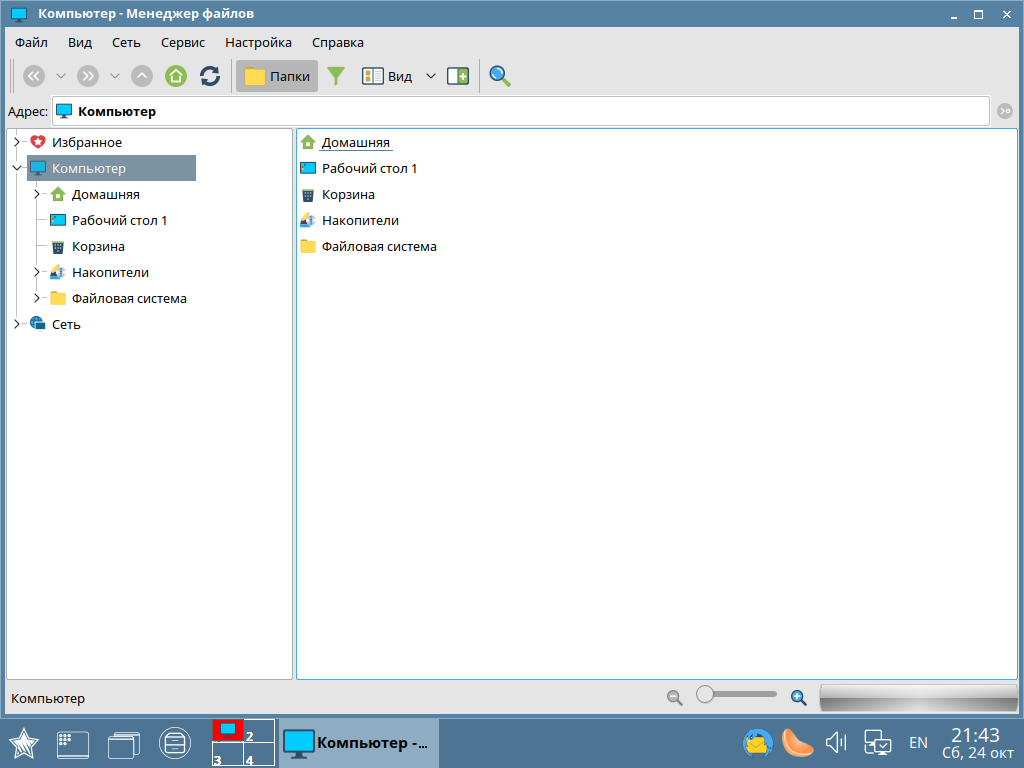 Компьютер - Менеджер файлов
Файл Вид Сеть Сервис Настройка Справка
Папки Вид
Адрес: Компьютер
Избранное
Компьютер
Домашняя
Рабочий стол 1
Корзина
Накопители
Файловая система
Сеть
Домашняя
Рабочий стол 1
Корзина
Накопители
Файловая система
Компьютер
2
3 4
Компьютер -...
EN
21:43
Сб, 24 окт